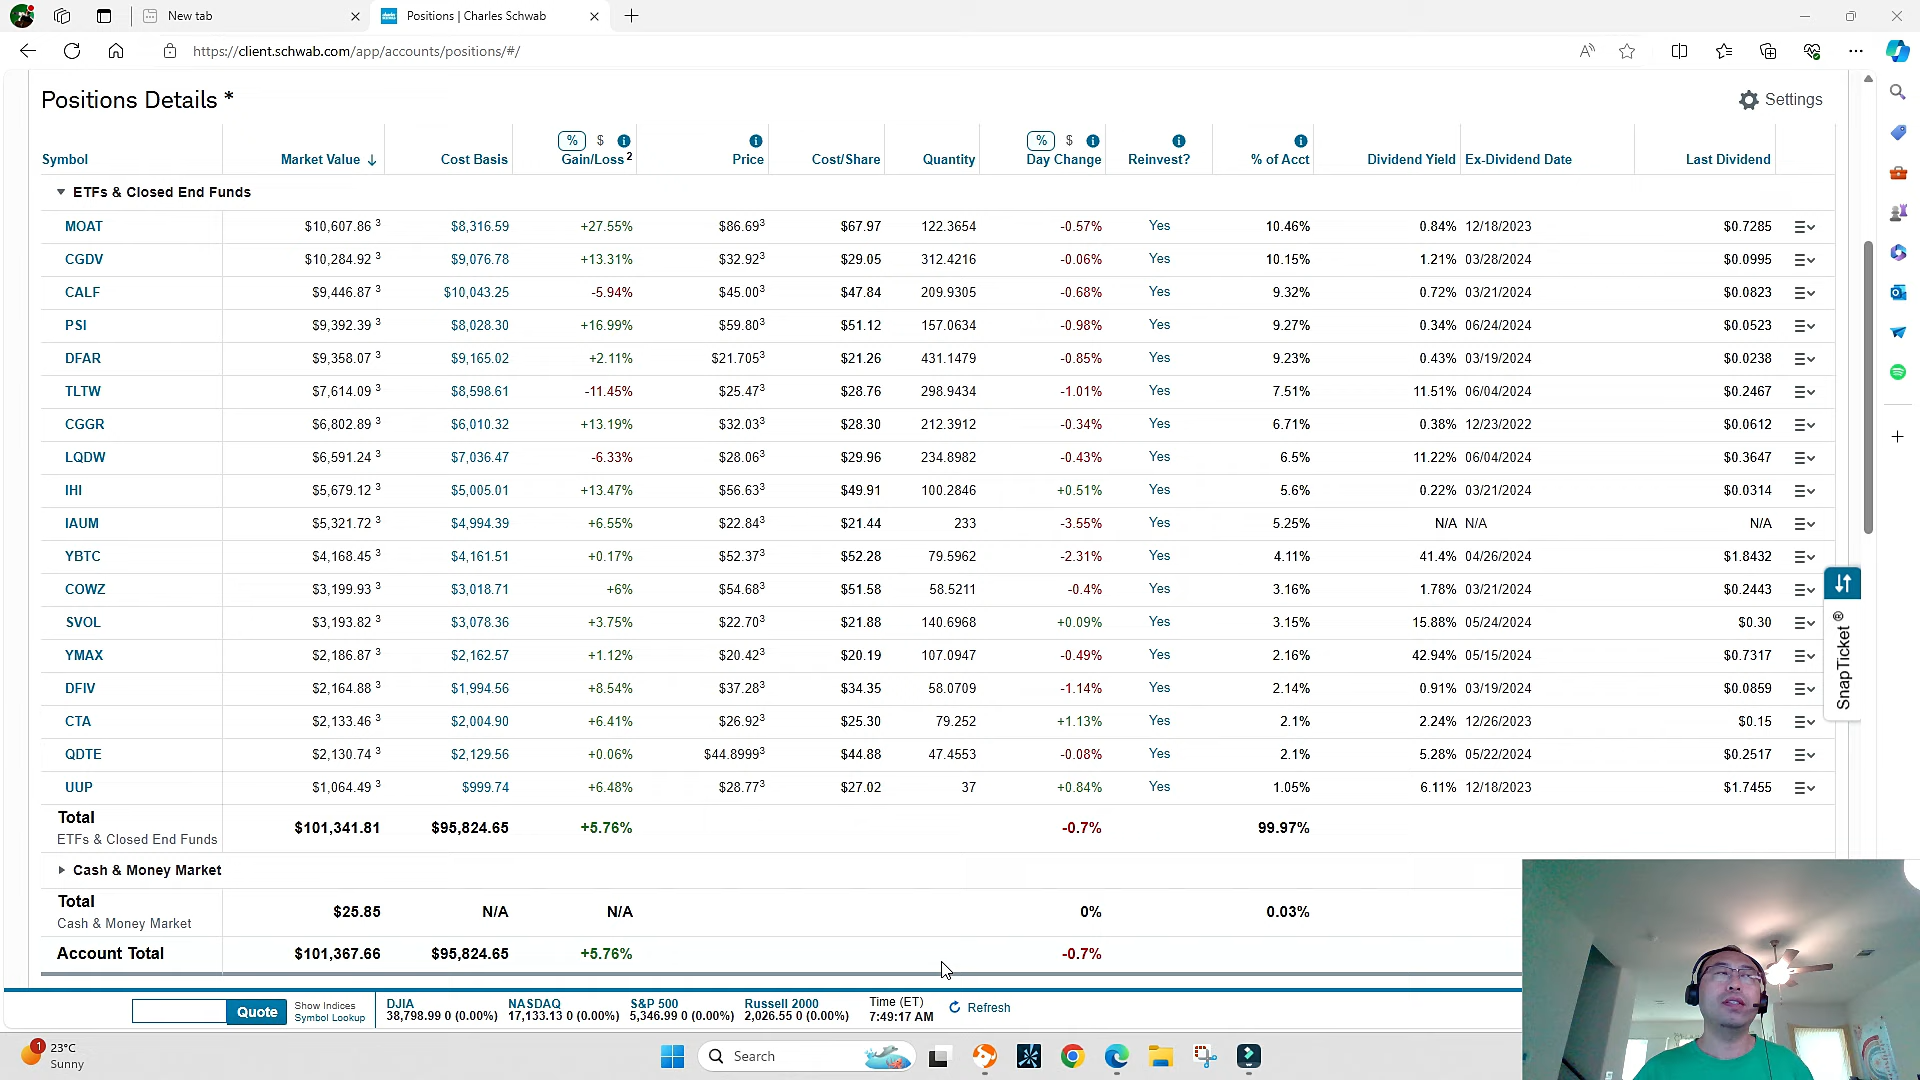 New tab
Positions | Charles Schwab
https://client.schwab.com/app/accounts/positions/#/
Positions Details *
Settings
Symbol Market Value ↓ Cost Basis % $ Gain/Loss 2 Price Cost/Share Quantity % $ Day Change Reinvest? % of Acct Dividend Yield Ex-Dividend Date Last Dividend
ETFs & Closed End Funds
MOAT $10,607.86 3 $8,316.59 +27.55% $86.69 3 $67.97 122.3654 -0.57% Yes 10.46% 0.84% 12/18/2023 $0.7285
CGDV $10,284.92 3 $9,076.78 +13.31% $32.92 3 $29.05 312.4216 -0.06% Yes 10.15% 1.21% 03/28/2024 $0.0995
CALF $9,446.87 3 $10,043.25 -5.94% $45.00 3 $47.84 209.9305 -0.68% Yes 9.32% 0.72% 03/21/2024 $0.0823
PSI $9,392.39 3 $8,028.30 +16.99% $59.80 3 $51.12 157.0634 -0.98% Yes 9.27% 0.34% 06/24/2024 $0.0523
DFAR $9,358.07 3 $9,165.02 +2.11% $21.705 3 $21.26 431.1479 -0.85% Yes 9.23% 0.43% 03/19/2024 $0.0238
TLTW $7,614.09 3 $8,598.61 -11.45% $25.47 3 $28.76 298.9434 -1.01% Yes 7.51% 11.51% 06/04/2024 $0.2467
CGGR $6,802.89 3 $6,010.32 +13.19% $32.03 3 $28.30 212.3912 -0.34% Yes 6.71% 0.38% 12/23/2022 $0.0612
LQDW $6,591.24 3 $7,036.47 -6.33% $28.06 3 $29.96 234.8982 -0.43% Yes 6.5% 11.22% 06/04/2024 $0.3647
IHI $5,679.12 3 $5,005.01 +13.47% $56.63 3 $49.91 100.2846 +0.51% Yes 5.6% 0.22% 03/21/2024 $0.0314
IAUM $5,321.72 3 $4,994.39 +6.55% $22.84 3 $21.44 233 -3.55% Yes 5.25% N/A N/A N/A
YBTC $4,168.45 3 $4,161.51 +0.17% $52.37 3 $52.28 79.5962 -2.31% Yes 4.11% 41.4% 04/26/2024 $1.8432
COWZ $3,199.93 3 $3,018.71 +6% $54.68 3 $51.58 58.5211 -0.4% Yes 3.16% 1.78% 03/21/2024 $0.2443
SVOL $3,193.82 3 $3,078.36 +3.75% $22.70 3 $21.88 140.6968 +0.09% Yes 3.15% 15.88% 05/24/2024 $0.30
YMAX $2,186.87 3 $2,162.57 +1.12% $20.42 3 $20.19 107.0947 -0.49% Yes 2.16% 42.94% 05/15/2024 $0.7317
DFIV $2,164.88 3 $1,994.56 +8.54% $37.28 3 $34.35 58.0709 -1.14% Yes 2.14% 0.91% 03/19/2024 $0.0859
CTA $2,133.46 3 $2,004.90 +6.41% $26.92 3 $25.30 79.252 +1.13% Yes 2.1% 2.24% 12/26/2023 $0.15
QDTE $2,130.74 3 $2,129.56 +0.06% $44.8999 3 $44.88 47.4553 -0.08% Yes 2.1% 5.28% 05/22/2024 $0.2517
UUP $1,064.49 3 $999.74 +6.48% $28.77 3 $27.02 37 +0.84% Yes 1.05% 6.11% 12/18/2023 $1.7455
Total
ETFs & Closed End Funds $101,341.81 $95,824.65 +5.76% -0.7% 99.97%
Cash & Money Market
Total
Cash & Money Market $25.85 N/A N/A 0% 0.03%
Account Total $101,367.66 $95,824.65 +5.76% -0.7%
SnapTicket ®
Quote
Show Indices
Symbol Lookup
DJIA
38,798.99 0 (0.00%)
NASDAQ
17,133.13 0 (0.00%)
S&P 500
5,346.99 0 (0.00%)
Russell 2000
2,026.55 0 (0.00%)
Time (ET)
7:49:17 AM
Refresh
1
23°C
Sunny
Search